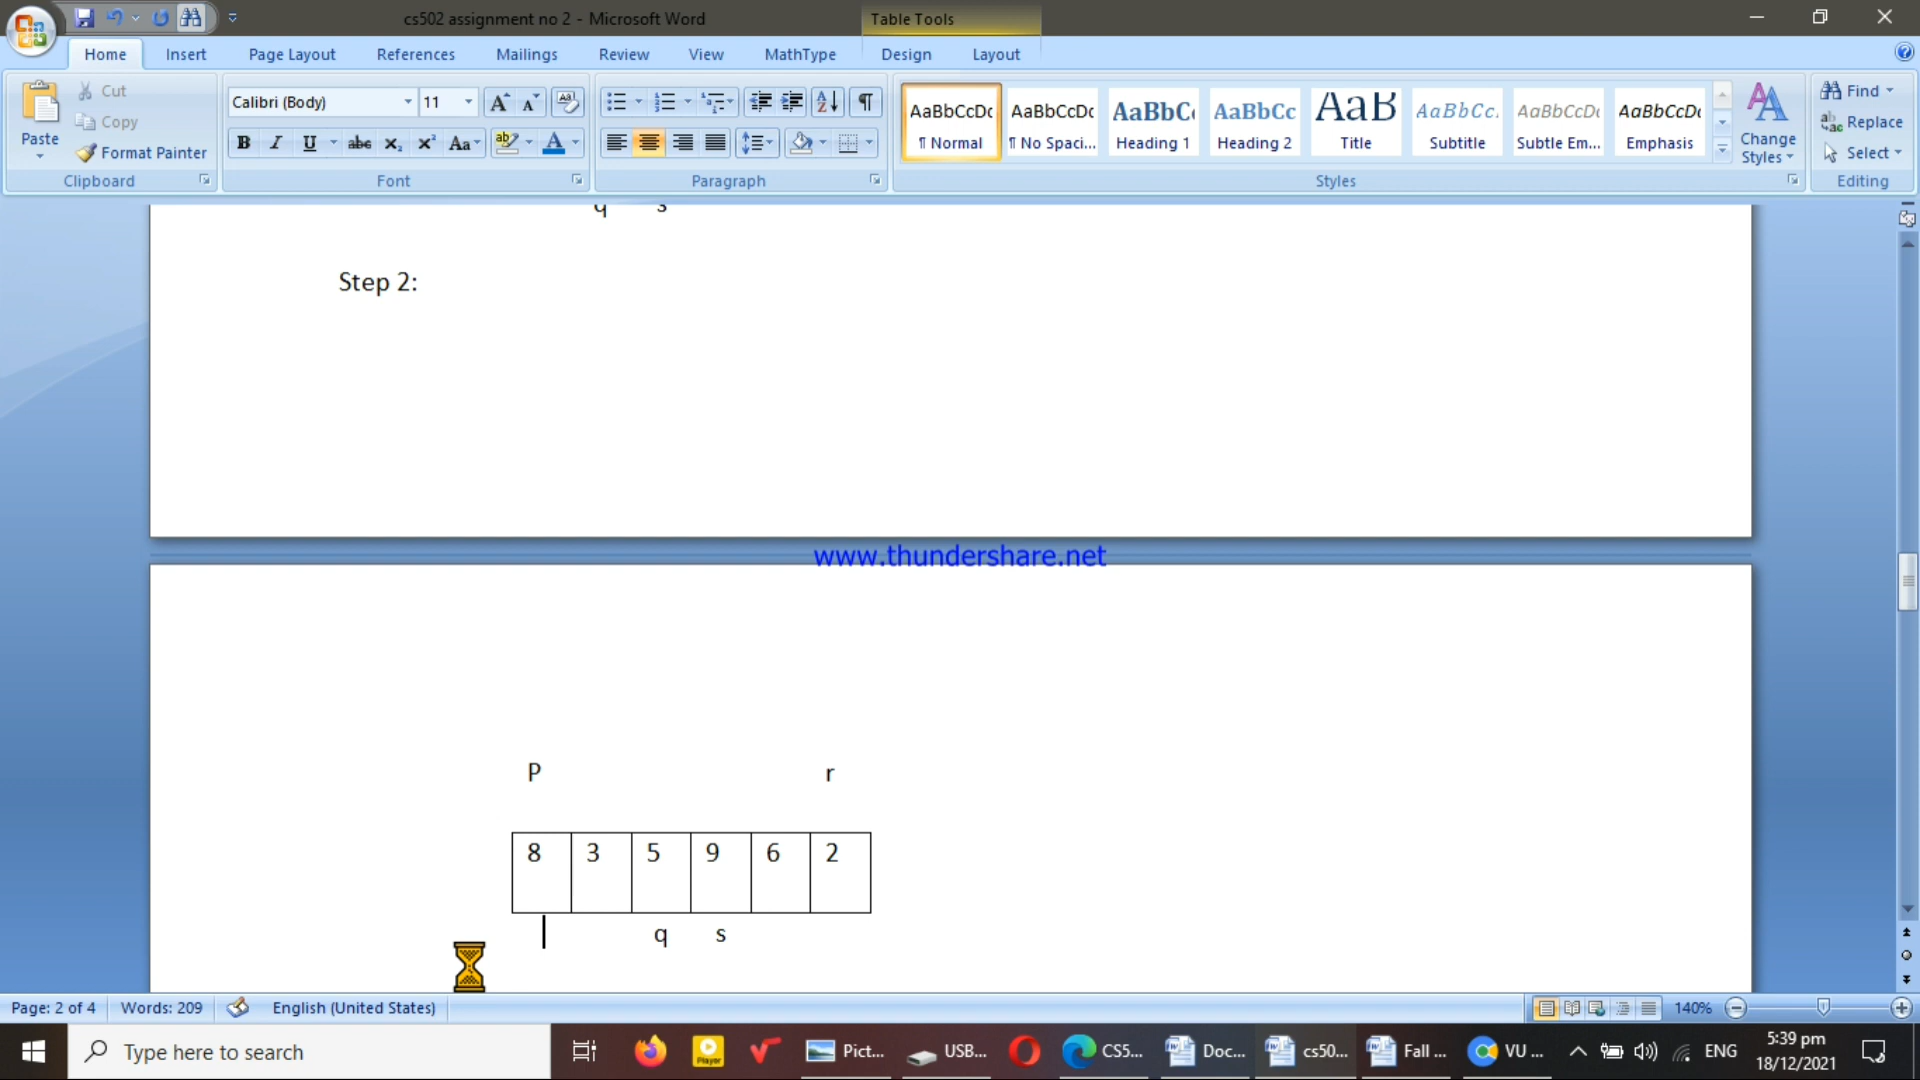 cs502 assignment no 2 - Microsoft Word
Table Tools
Home Insert Page Layout References Mailings Review View MathType Design Layout
Paste
Cut
Copy
Format Painter
Clipboard
Calibri (Body) 11
Font
Paragraph
AaBbCcDc AaBbCcDc AaBbC AaBbCc AaB AaBbCc. AaBbCcDc AaBbCcDc
¶ Normal ¶ No Spaci... Heading 1 Heading 2 Title Subtitle Subtle Em... Emphasis
Change Styles
Styles
Find
Replace
Select
Editing
q s
Step 2:
www.thundershare.net
P r
8 3 5 9 6 2
q s
Page: 2 of 4 Words: 209 English (United States) 140%
Type here to search
Player
Pict... USB... CS5... Doc... cs50... Fall ... VU ... ENG
5:39 pm
18/12/2021